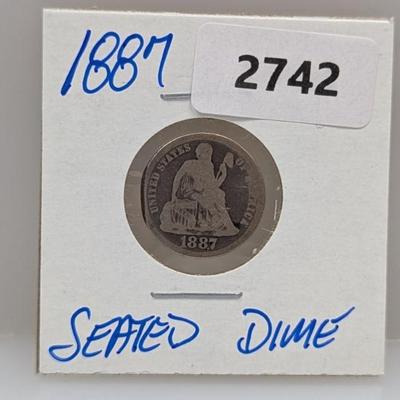 1887
2742
UNITED STATES OF AMERICA
1887
SEATED DIME